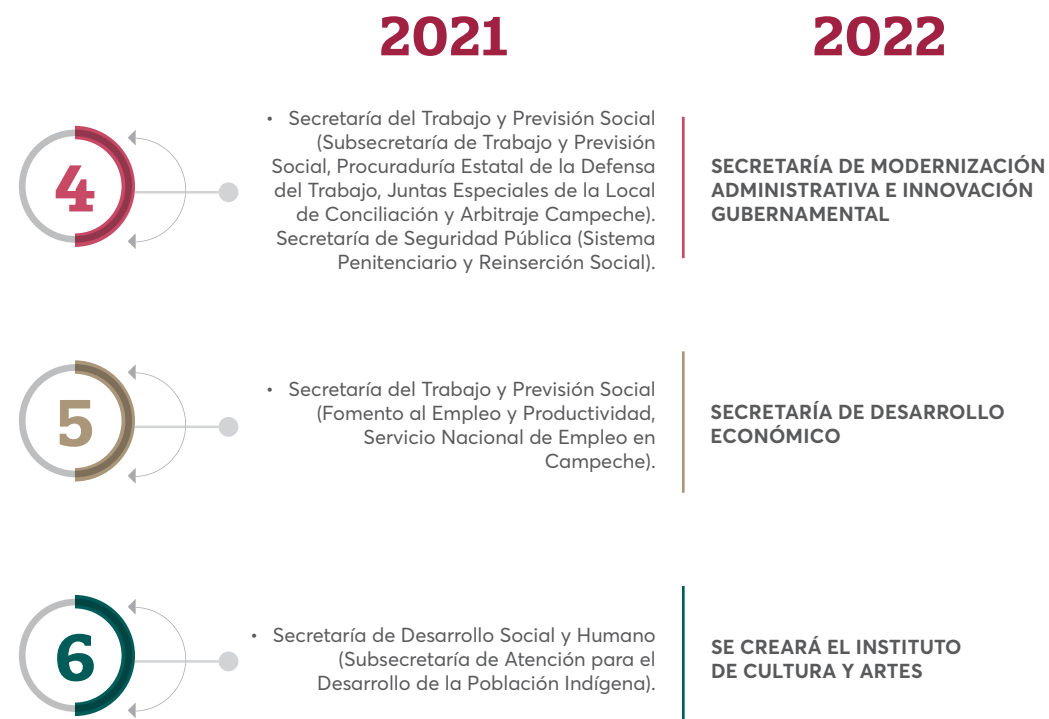 2021
2022
4
• Secretaría del Trabajo y Previsión Social
(Subsecretaría de Trabajo y Previsión
Social, Procuraduría Estatal de la Defensa
del Trabajo, Juntas Especiales de la Local
de Conciliación y Arbitraje Campeche).
Secretaría de Seguridad Pública (Sistema
Penitenciario y Reinserción Social).
SECRETARÍA DE MODERNIZACIÓN
ADMINISTRATIVA E INNOVACIÓN
GUBERNAMENTAL
5
• Secretaría del Trabajo y Previsión Social
(Fomento al Empleo y Productividad,
Servicio Nacional de Empleo en
Campeche).
SECRETARÍA DE DESARROLLO
ECONÓMICO
6
• Secretaría de Desarrollo Social y Humano
(Subsecretaría de Atención para el
Desarrollo de la Población Indígena).
SE CREARÁ EL INSTITUTO
DE CULTURA Y ARTES